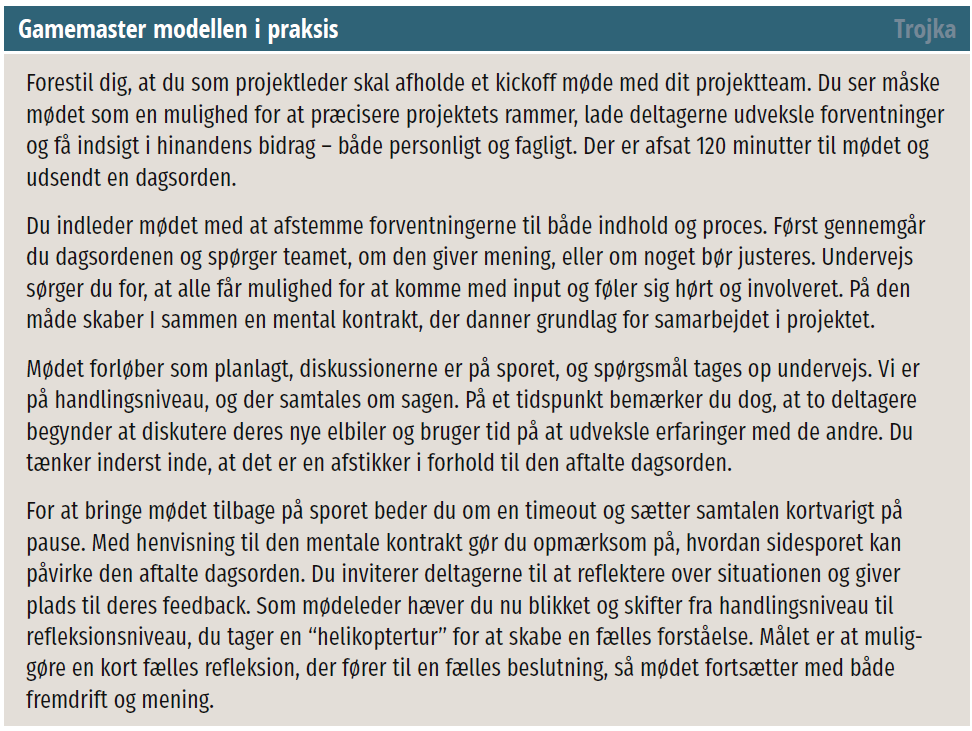 Gamemaster modellen i praksis Trojka
Forestil dig, at du som projektleder skal afholde et kickoff møde med dit projektteam. Du ser måske
mødet som en mulighed for at præcisere projektets rammer, lade deltagerne udveksle forventninger
og få indsigt i hinandens bidrag – både personligt og fagligt. Der er afsat 120 minutter til mødet og
udsendt en dagsorden.
Du indleder mødet med at afstemme forventningerne til både indhold og proces. Først gennemgår
du dagsordenen og spørger teamet, om den giver mening, eller om noget bør justeres. Undervejs
sørger du for, at alle får mulighed for at komme med input og føler sig hørt og involveret. På den
måde skaber I sammen en mental kontrakt, der danner grundlag for samarbejdet i projektet.
Mødet forløber som planlagt, diskussionerne er på sporet, og spørgsmål tages op undervejs. Vi er
på handlingsniveau, og der samtales om sagen. På et tidspunkt bemærker du dog, at to deltagere
begynder at diskutere deres nye elbiler og bruger tid på at udveksle erfaringer med de andre. Du
tænker inderst inde, at det er en afstikker i forhold til den aftalte dagsorden.
For at bringe mødet tilbage på sporet beder du om en timeout og sætter samtalen kortvarigt på
pause. Med henvisning til den mentale kontrakt gør du opmærksom på, hvordan sidesporet kan
påvirke den aftalte dagsorden. Du inviterer deltagerne til at reflektere over situationen og giver
plads til deres feedback. Som mødeleder hæver du nu blikket og skifter fra handlingsniveau til
refleksionsniveau, du tager en “helikoptertur” for at skabe en fælles forståelse. Målet er at mulig-
gøre en kort fælles refleksion, der fører til en fælles beslutning, så mødet fortsætter med både
fremdrift og mening.